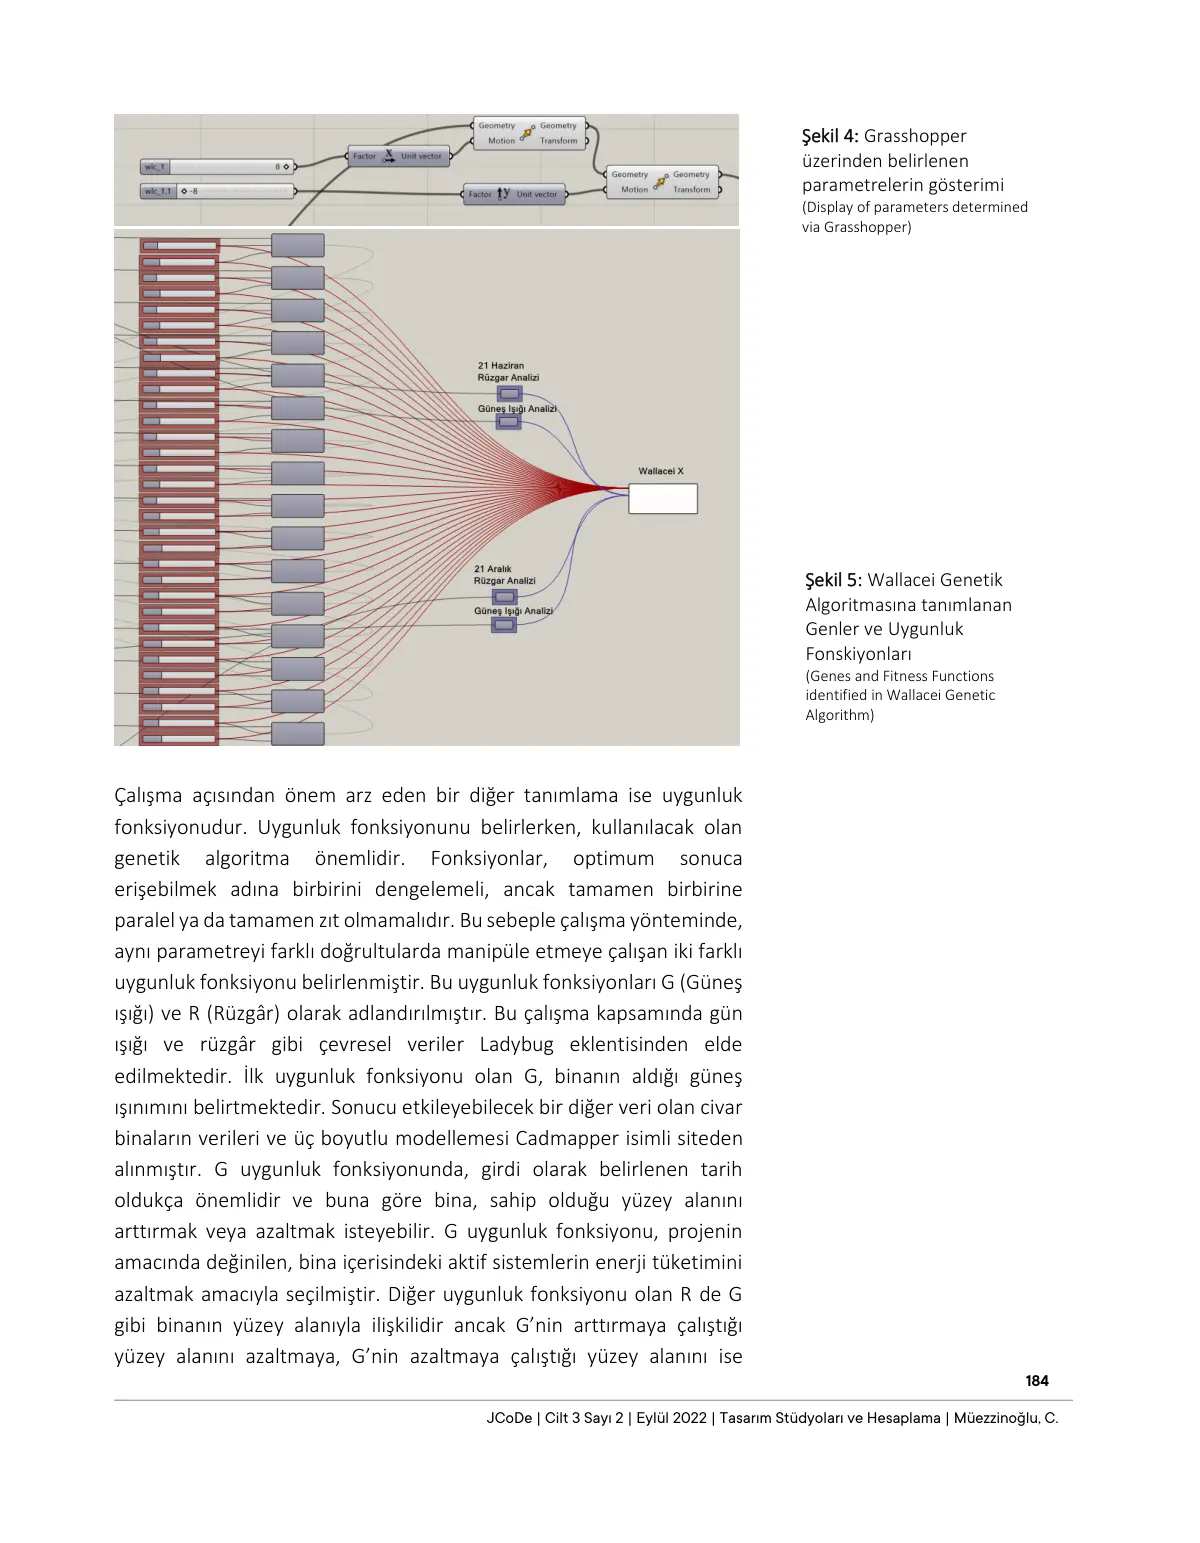 Geometry Geometry
Motion Transform
Factor X Unit vector
wlc_1 8
wlc_1.1 -8
Factor y Unit vector
Geometry Geometry
Motion Transform
Şekil 4: Grasshopper
üzerinden belirlenen
parametrelerin gösterimi
(Display of parameters determined
via Grasshopper)
21 Haziran
Rüzgar Analizi
Güneş Işığı Analizi
Wallacei X
21 Aralık
Rüzgar Analizi
Güneş Işığı Analizi
Şekil 5: Wallacei Genetik
Algoritmasına tanımlanan
Genler ve Uygunluk
Fonskiyonları
(Genes and Fitness Functions
identified in Wallacei Genetic
Algorithm)
Çalışma açısından önem arz eden bir diğer tanımlama ise uygunluk
fonksiyonudur. Uygunluk fonksiyonunu belirlerken, kullanılacak olan
genetik algoritma önemlidir. Fonksiyonlar, optimum sonuca
erişebilmek adına birbirini dengelemeli, ancak tamamen birbirine
paralel ya da tamamen zıt olmamalıdır. Bu sebeple çalışma yönteminde,
aynı parametreyi farklı doğrultularda manipüle etmeye çalışan iki farklı
uygunluk fonksiyonu belirlenmiştir. Bu uygunluk fonksiyonları G (Güneş
ışığı) ve R (Rüzgâr) olarak adlandırılmıştır. Bu çalışma kapsamında gün
ışığı ve rüzgâr gibi çevresel veriler Ladybug eklentisinden elde
edilmektedir. İlk uygunluk fonksiyonu olan G, binanın aldığı güneş
ışınımını belirtmektedir. Sonucu etkileyebilecek bir diğer veri olan civar
binaların verileri ve üç boyutlu modellemesi Cadmapper isimli siteden
alınmıştır. G uygunluk fonksiyonunda, girdi olarak belirlenen tarih
oldukça önemlidir ve buna göre bina, sahip olduğu yüzey alanını
arttırmak veya azaltmak isteyebilir. G uygunluk fonksiyonu, projenin
amacında değinilen, bina içerisindeki aktif sistemlerin enerji tüketimini
azaltmak amacıyla seçilmiştir. Diğer uygunluk fonksiyonu olan R de G
gibi binanın yüzey alanıyla ilişkilidir ancak G’nin arttırmaya çalıştığı
yüzey alanını azaltmaya, G’nin azaltmaya çalıştığı yüzey alanını ise
184
JCoDe | Cilt 3 Sayı 2 | Eylül 2022 | Tasarım Stüdyoları ve Hesaplama | Müezzinoğlu, C.